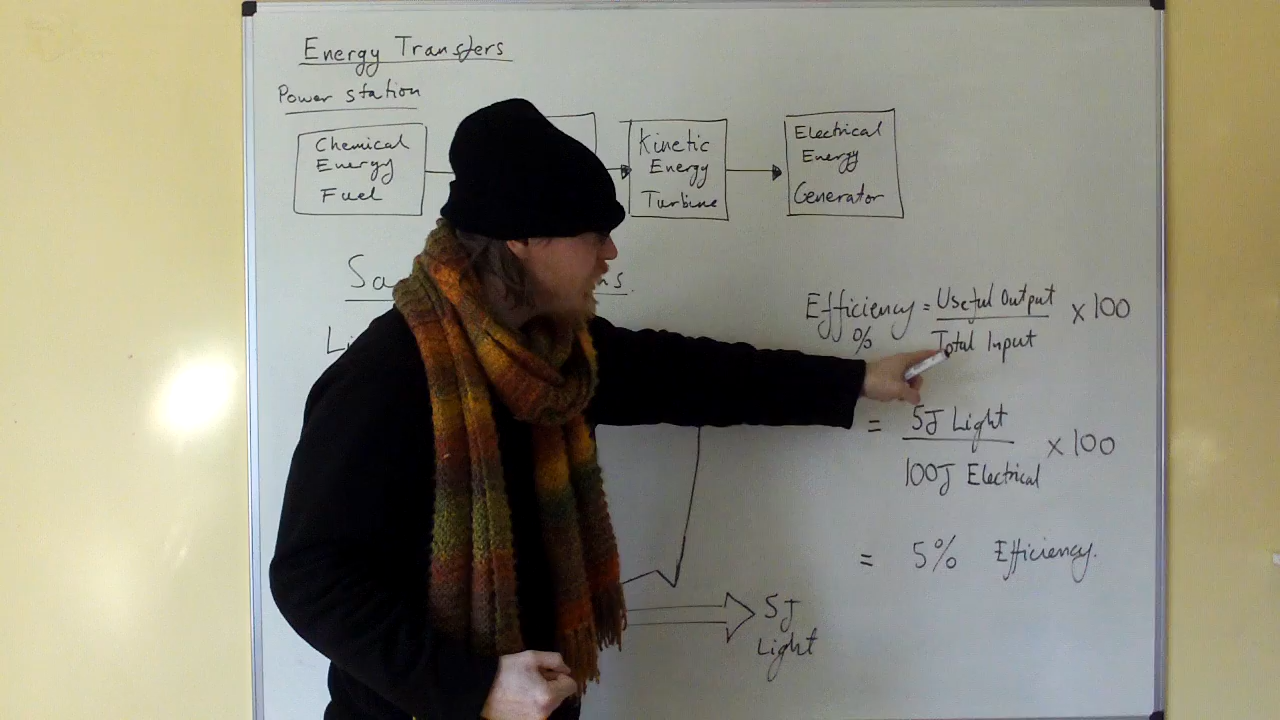 Energy Transfers
Power station
Chemical
Energy
Fuel
Kinetic
Energy
Turbine
Electrical
Energy
Generator
Efficiency = Useful Output × 100
% Total Input
= 5J Light × 100
100J Electrical
= 5% Efficiency.
5J
Light